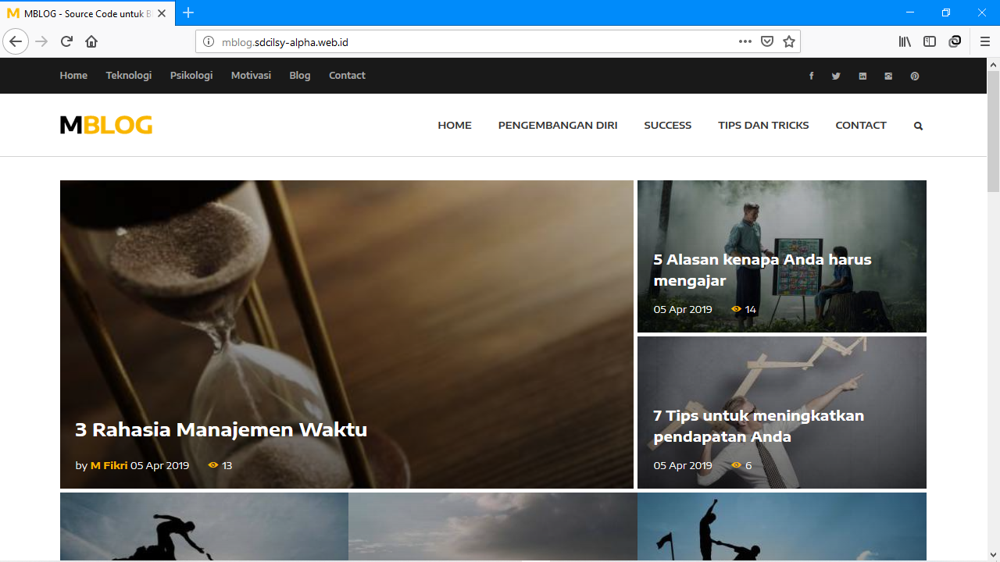 MBLOG - Source Code untuk B
mblog.sdcilsy-alpha.web.id
Home Teknologi Psikologi Motivasi Blog Contact
MBLOG
HOME PENGEMBANGAN DIRI SUCCESS TIPS DAN TRICKS CONTACT
3 Rahasia Manajemen Waktu
by M Fikri 05 Apr 2019 13
5 Alasan kenapa Anda harus
mengajar
05 Apr 2019 14
7 Tips untuk meningkatkan
pendapatan Anda
05 Apr 2019 6